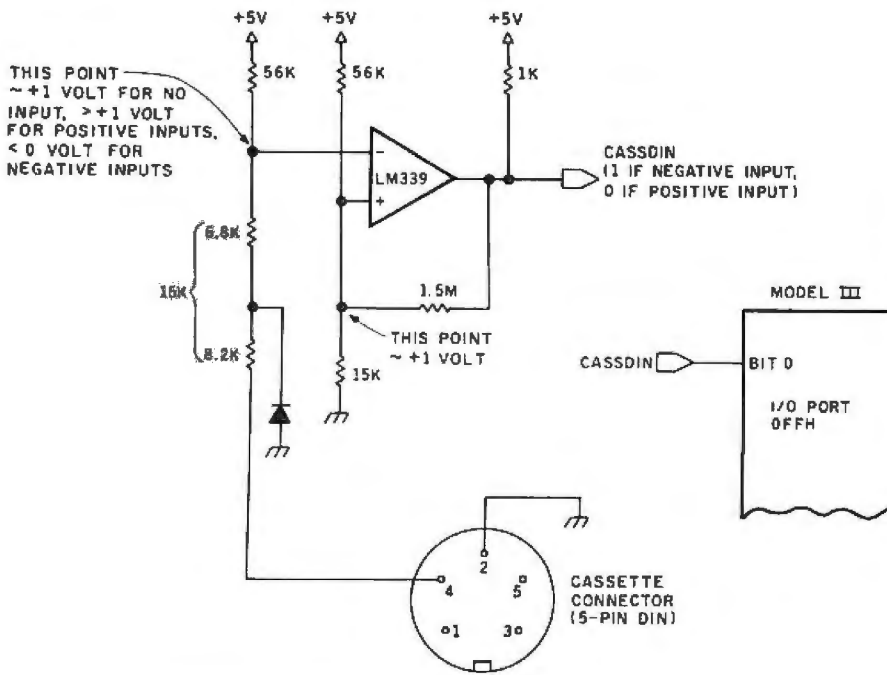 +5V
+5V
+5V
56K
56K
1K
THIS POINT
~ +1 VOLT FOR NO
INPUT, > +1 VOLT
FOR POSITIVE INPUTS,
< 0 VOLT FOR
NEGATIVE INPUTS
-
LM339
+
CASSDIN
(1 IF NEGATIVE INPUT,
0 IF POSITIVE INPUT)
6.8K
15K
8.2K
1.5M
THIS POINT
~ +1 VOLT
15K
MODEL III
CASSDIN
BIT 0
I/O PORT
0FFH
2
4
5
1
3
CASSETTE
CONNECTOR
(5-PIN DIN)